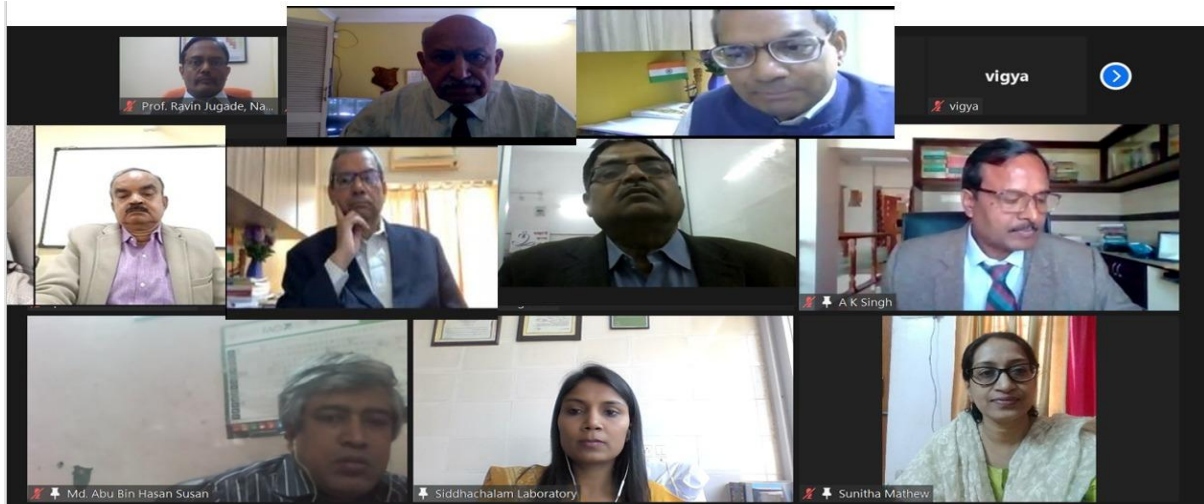 Prof. Ravin Jugade, Na...
vigya
vigya
A K Singh
Md. Abu Bin Hasan Susan
Siddhachalam Laboratory
Sunitha Mathew